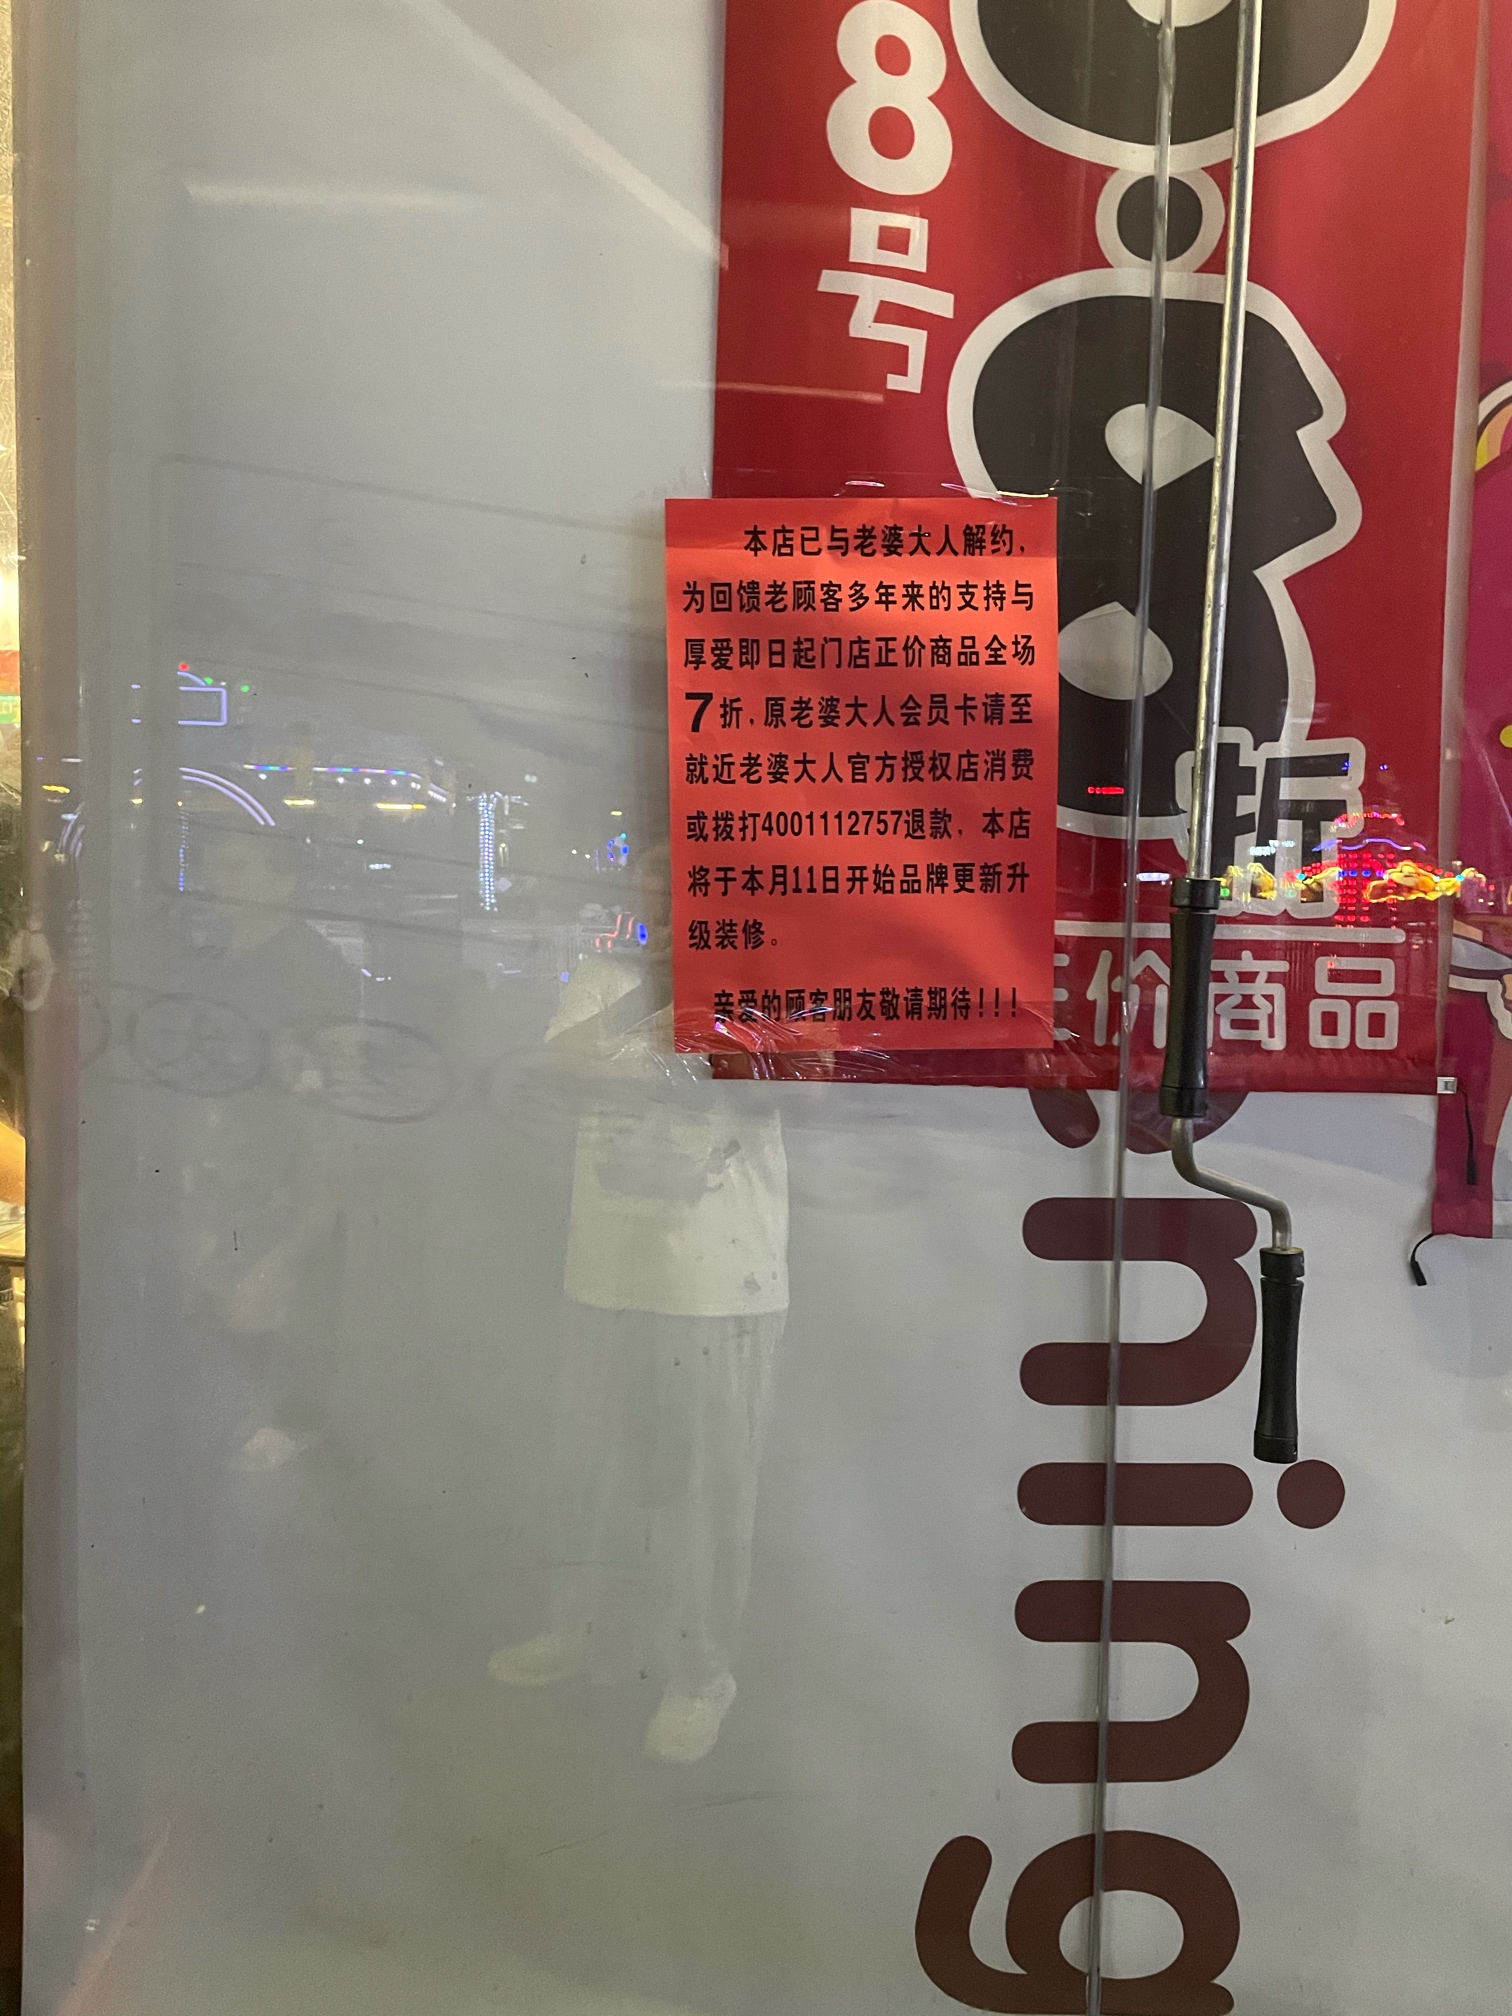 8号
8.8折
价商品
本店已与老婆大人解约，
为回馈老顾客多年来的支持与
厚爱即日起门店正价商品全场
7折，原老婆大人会员卡请至
就近老婆大人官方授权店消费
或拨打4001112757退款，本店
将于本月11日开始品牌更新升
级装修。
亲爱的顾客朋友敬请期待！！！
ning